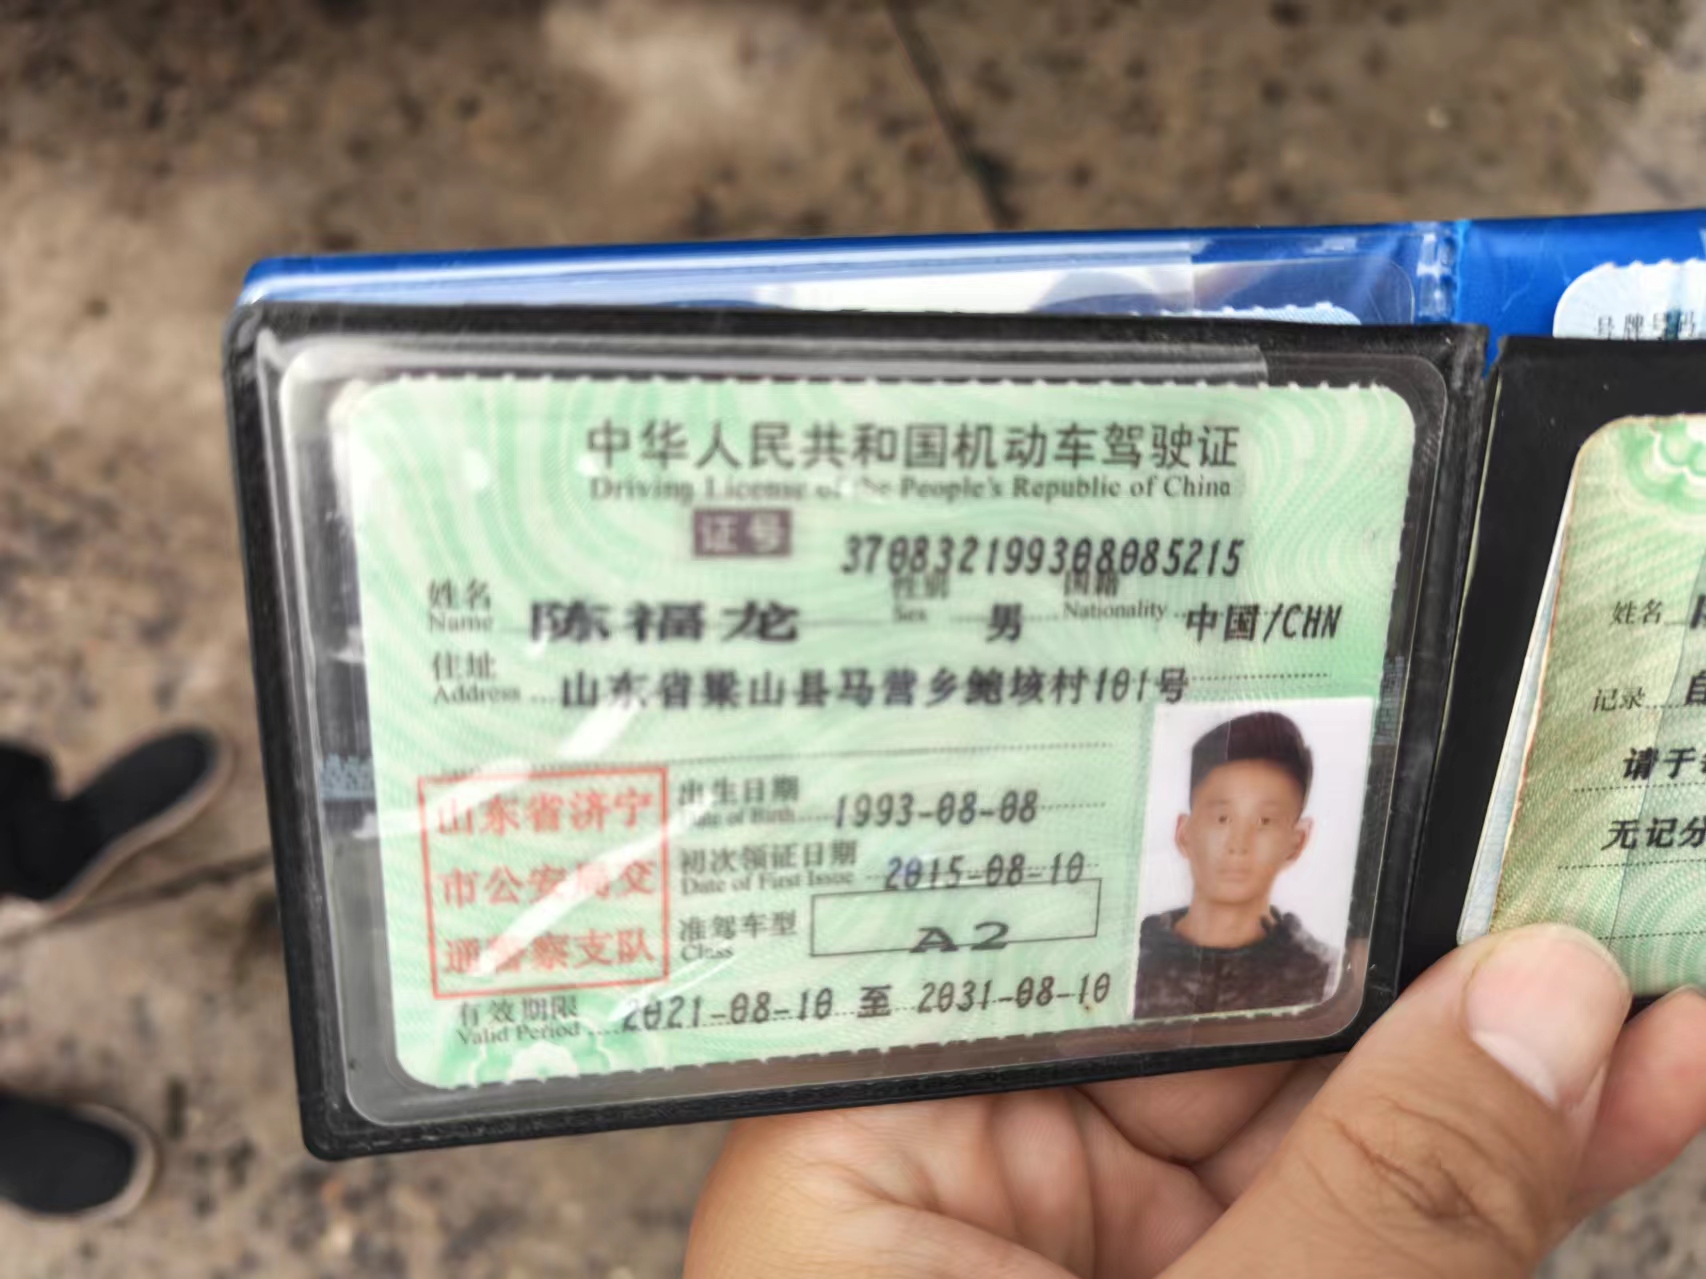 中华人民共和国机动车驾驶证
Driving License of the People's Republic of China
证号 370832199308085215
姓名 Name 陈福龙 性别 Sex 男 国籍 Nationality 中国/CHN
住址 Address 山东省梁山县马营乡鲍垓村101号
山东省济宁
市公安局交
通警察支队
出生日期 Date of Birth 1993-08-08
初次领证日期 Date of First Issue 2015-08-10
准驾车型 Class A2
有效期限 Valid Period 2021-08-10 至 2031-08-10
号牌号码
姓名
记录 自
请于
无记分